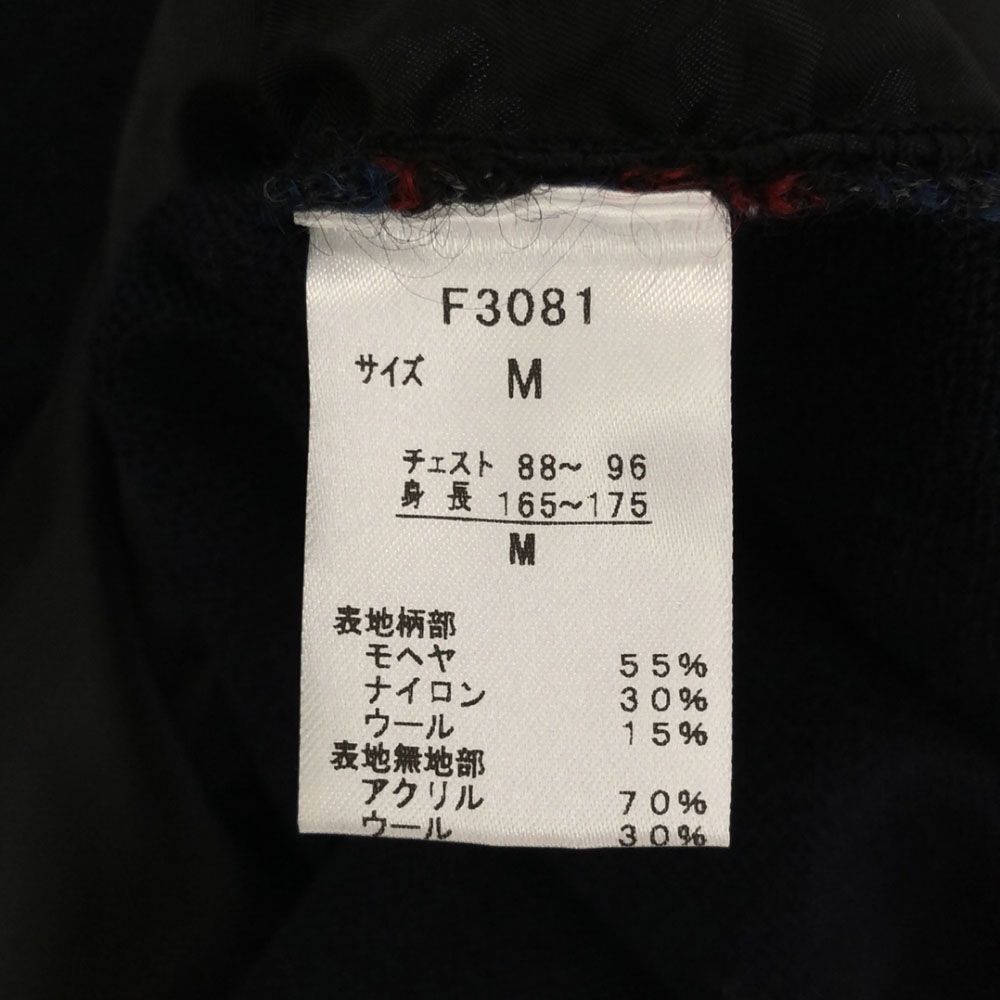 F3081
サイズ M
チェスト 88~ 96
身長 165~175
M
表地柄部
モヘヤ 55%
ナイロン 30%
ウール 15%
表地無地部
アクリル 70%
ウール 30%